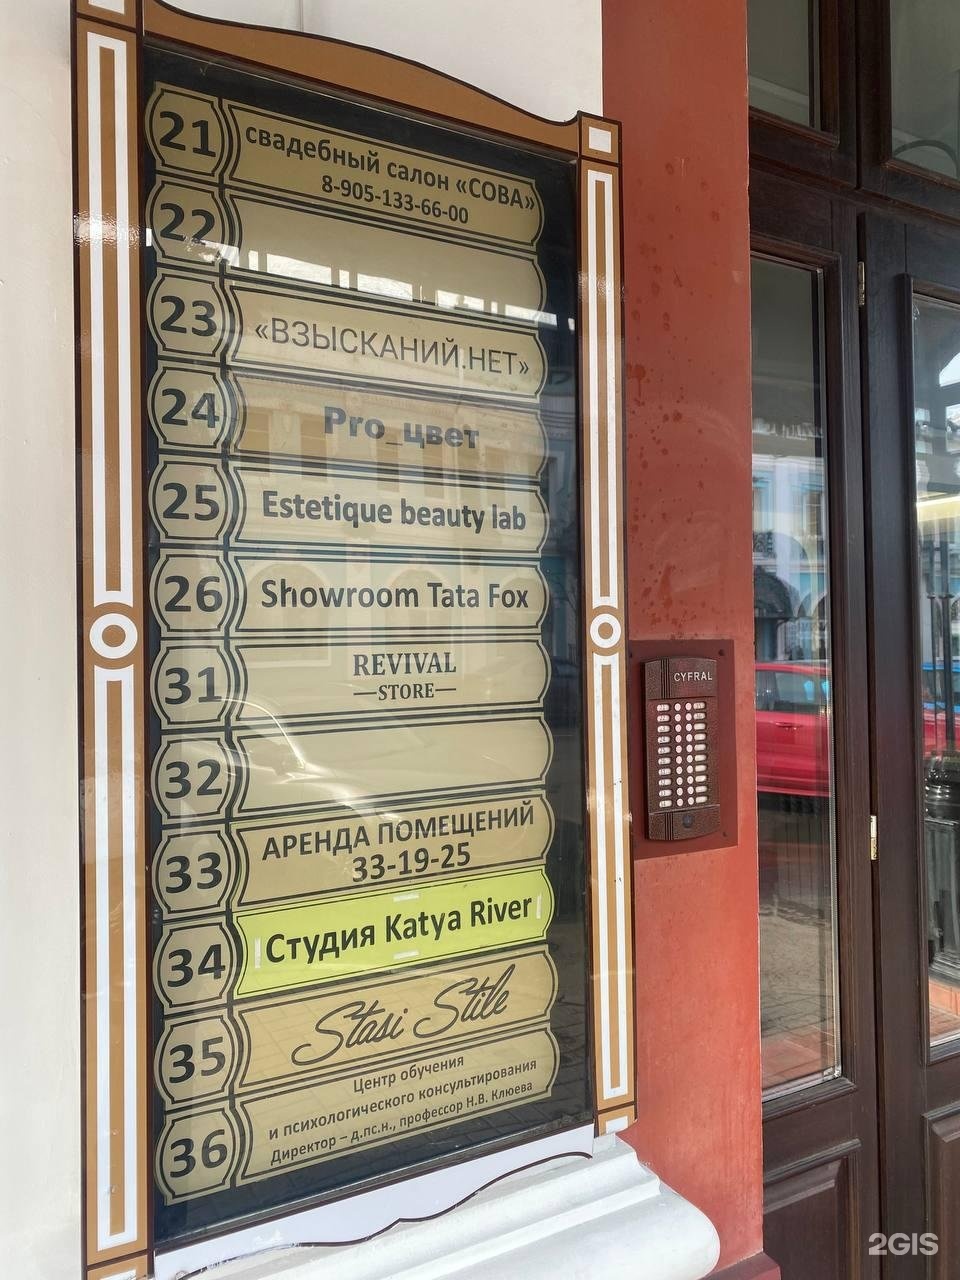 21
свадебный салон «СОВА»
8-905-133-66-00
22
23
«ВЗЫСКАНИЙ.НЕТ»
24
Pro_цвет
25
Estetique beauty lab
26
Showroom Tata Fox
31
REVIVAL
—STORE—
32
33
АРЕНДА ПОМЕЩЕНИЙ
33-19-25
34
Студия Katya River
35
Stasi Stile
36
Центр обучения
и психологического консультирования
Директор – д.пс.н., профессор Н.В. Клюева
CYFRAL
2GIS